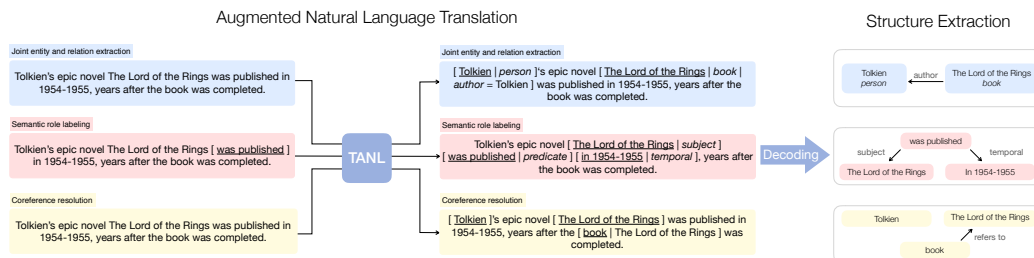 Augmented Natural Language Translation
Structure Extraction
Joint entity and relation extraction
Tolkien's epic novel The Lord of the Rings was published in
1954-1955, years after the book was completed.
Semantic role labeling
Tolkien's epic novel The Lord of the Rings [ was published ]
in 1954-1955, years after the book was completed.
Coreference resolution
Tolkien's epic novel The Lord of the Rings was published in
1954-1955, years after the book was completed.
TANL
Joint entity and relation extraction
[ Tolkien | person ]'s epic novel [ The Lord of the Rings | book |
author = Tolkien ] was published in 1954-1955, years after the
book was completed.
Semantic role labeling
Tolkien's epic novel [ The Lord of the Rings | subject ]
[ was published | predicate ] [ in 1954-1955 | temporal ], years after
the book was completed.
Coreference resolution
[ Tolkien ]'s epic novel [ The Lord of the Rings ] was published in
1954-1955, years after the [ book | The Lord of the Rings ] was
completed.
Decoding
Tolkien
person
author
The Lord of the Rings
book
was published
subject
temporal
The Lord of the Rings
In 1954-1955
Tolkien
The Lord of the Rings
refers to
book